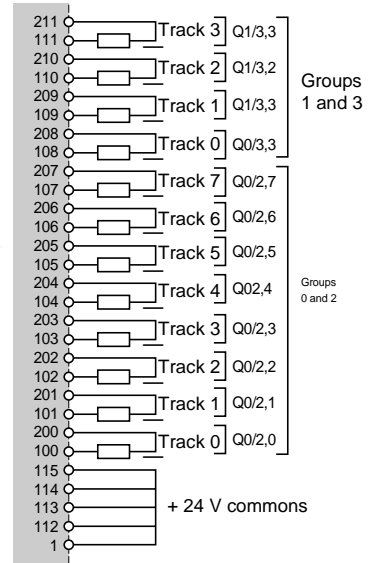 211
111
Track 3
Q1/3,3
210
110
Track 2
Q1/3,2
209
109
Track 1
Q1/3,3
208
108
Track 0
Q0/3,3
Groups
1 and 3
207
107
Track 7
Q0/2,7
206
106
Track 6
Q0/2,6
205
105
Track 5
Q0/2,5
204
104
Track 4
Q02,4
203
103
Track 3
Q0/2,3
202
102
Track 2
Q0/2,2
201
101
Track 1
Q0/2,1
200
100
Track 0
Q0/2,0
Groups
0 and 2
115
114
113
112
1
+ 24 V commons